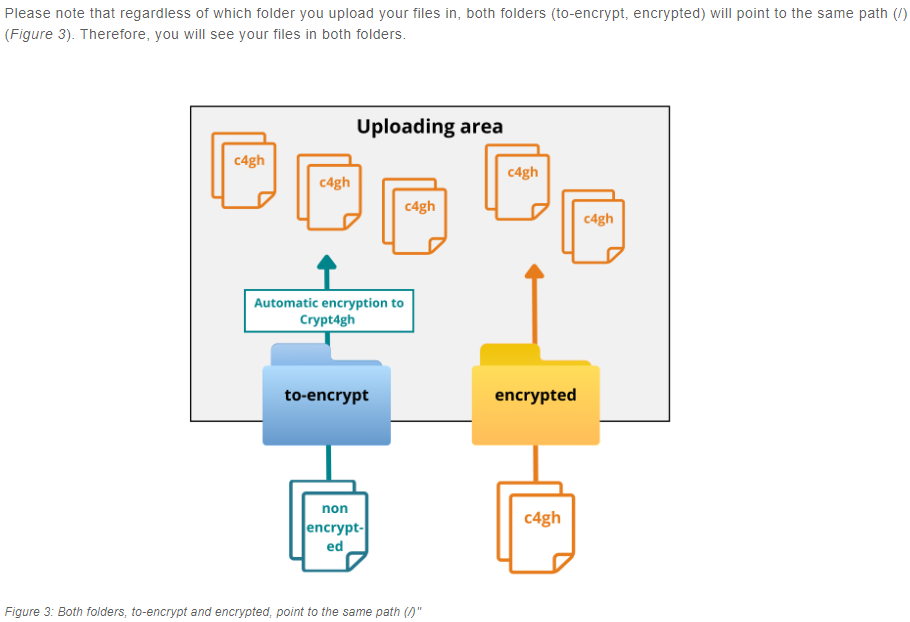 Please note that regardless of which folder you upload your files in, both folders (to-encrypt, encrypted) will point to the same path (/)
(Figure 3). Therefore, you will see your files in both folders.
Uploading area
c4gh
c4gh
c4gh
c4gh
c4gh
Automatic encryption to
Crypt4gh
to-encrypt
encrypted
non
encrypt-
ed
c4gh
Figure 3: Both folders, to-encrypt and encrypted, point to the same path (/)"